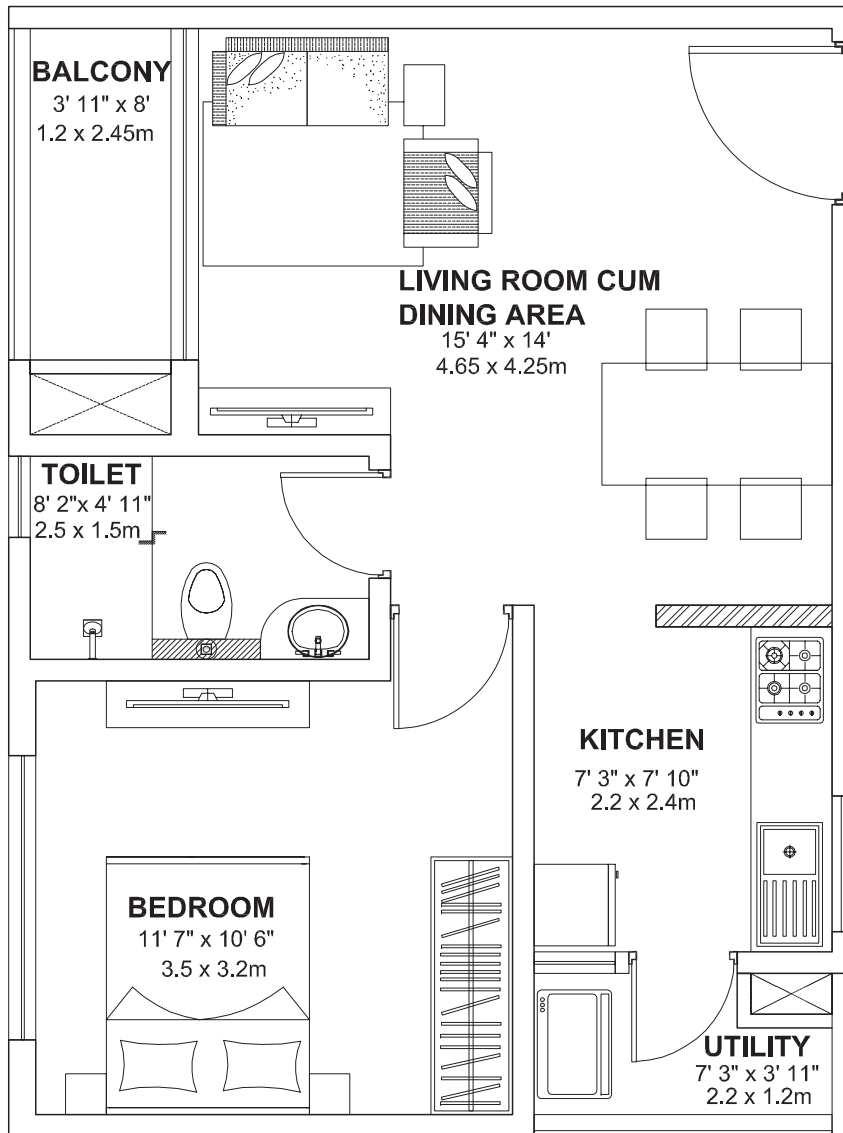 BALCONY
3' 11" x 8'
1.2 x 2.45m
LIVING ROOM CUM
DINING AREA
15' 4" x 14'
4.65 x 4.25m
TOILET
8' 2"x 4' 11"
2.5 x 1.5m
KITCHEN
7' 3" x 7' 10"
2.2 x 2.4m
BEDROOM
11' 7" x 10' 6"
3.5 x 3.2m
UTILITY
7' 3" x 3' 11"
2.2 x 1.2m